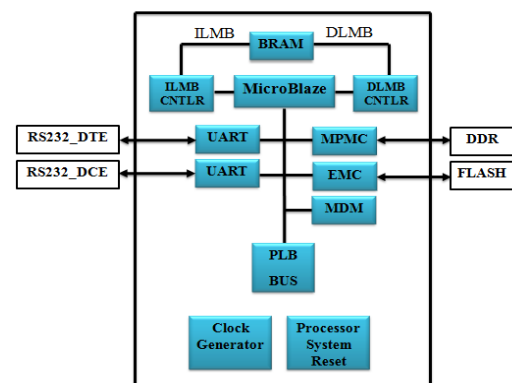 ILMB
DLMB
BRAM
ILMB
CNTLR
MicroBlaze
DLMB
CNTLR
RS232_DTE
UART
MPMC
DDR
RS232_DCE
UART
EMC
FLASH
MDM
PLB
BUS
Clock
Generator
Processor
System
Reset